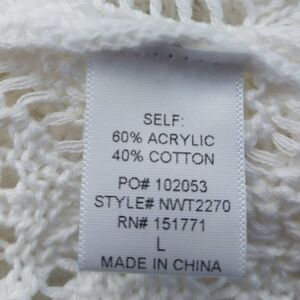 SELF:
60% ACRYLIC
40% COTTON
PO# 102053
STYLE# NWT2270
RN# 151771
L
MADE IN CHINA